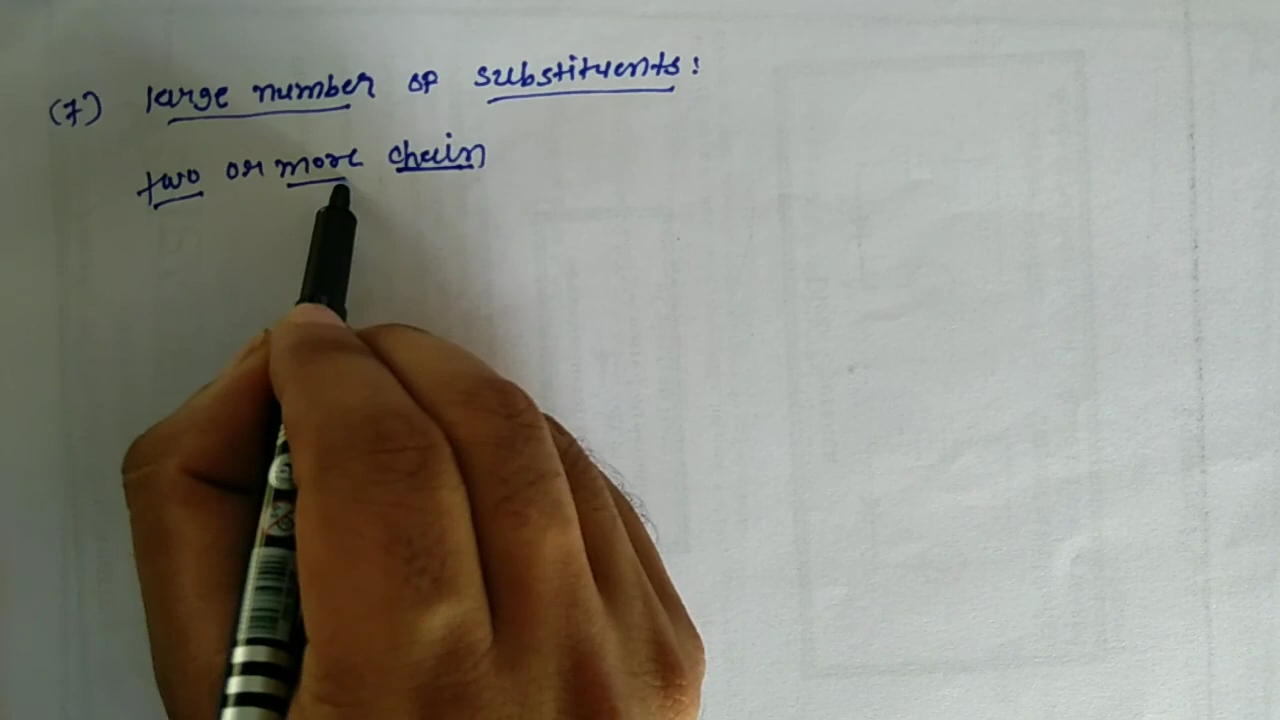 (7) large number of substituents:
two or more chain